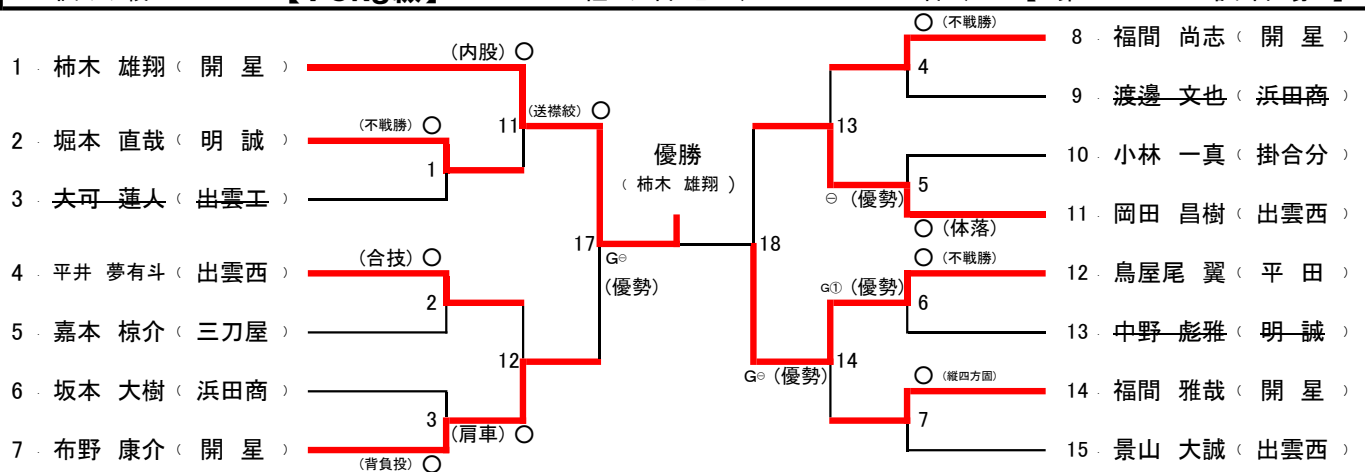 【73kg級】
1 柿木 雄翔（ 開 星 ）
(内股) ○
11
(送襟絞) ○
2 堀本 直哉（ 明 誠 ）
(不戦勝) ○
1
3 大可 蓮人（ 出雲工 ）
4 平井 夢有斗（ 出雲西 ）
(合技) ○
2
5 嘉本 椋介（ 三刀屋 ）
12
6 坂本 大樹（ 浜田商 ）
3
(肩車) ○
7 布野 康介（ 開 星 ）
(背負投) ○
優勝
（ 柿木 雄翔 ）
17
G⊖
(優勢)
18
○ (不戦勝)
8 福間 尚志（ 開 星 ）
4
9 渡邊 文也（ 浜田商 ）
13
10 小林 一真（ 掛合分 ）
5
⊖ (優勢)
11 岡田 昌樹（ 出雲西 ）
○ (体落)
○ (不戦勝)
12 鳥屋尾 翼（ 平 田 ）
G① (優勢)
6
13 中野 彪雅（ 明 誠 ）
14
G⊖ (優勢)
○ (縦四方固)
14 福間 雅哉（ 開 星 ）
7
15 景山 大誠（ 出雲西 ）